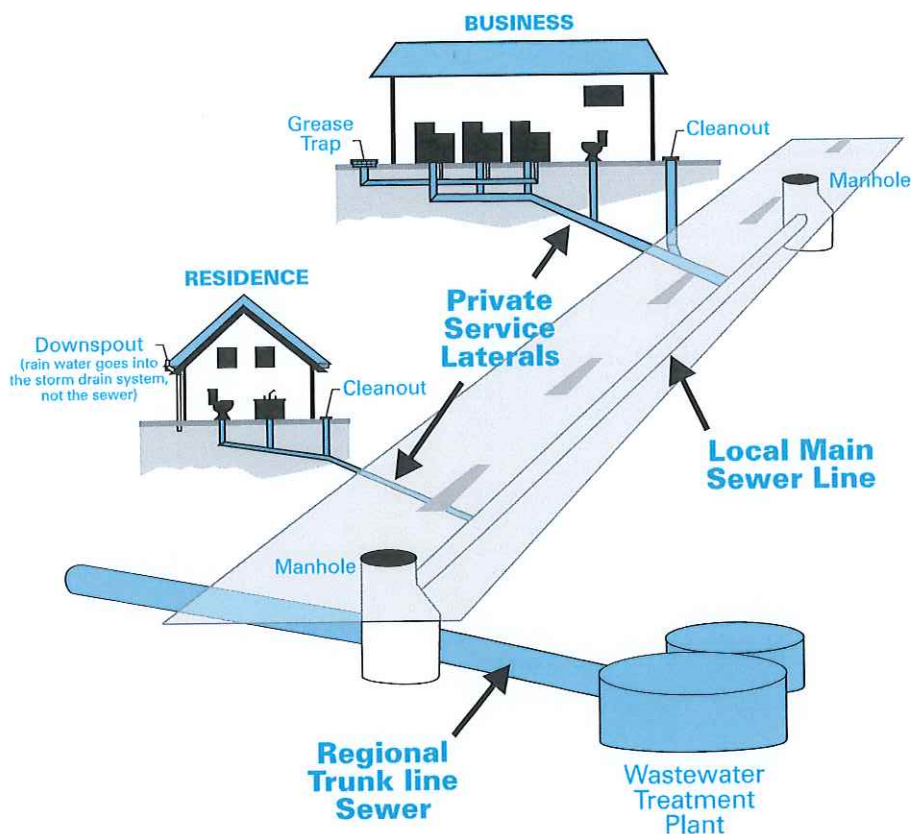 BUSINESS
Grease
Trap
Cleanout
Manhole
RESIDENCE
Private
Service
Laterals
Downspout
(rain water goes into
the storm drain system,
not the sewer)
Cleanout
Local Main
Sewer Line
Manhole
Regional
Trunk line
Sewer
Wastewater
Treatment
Plant